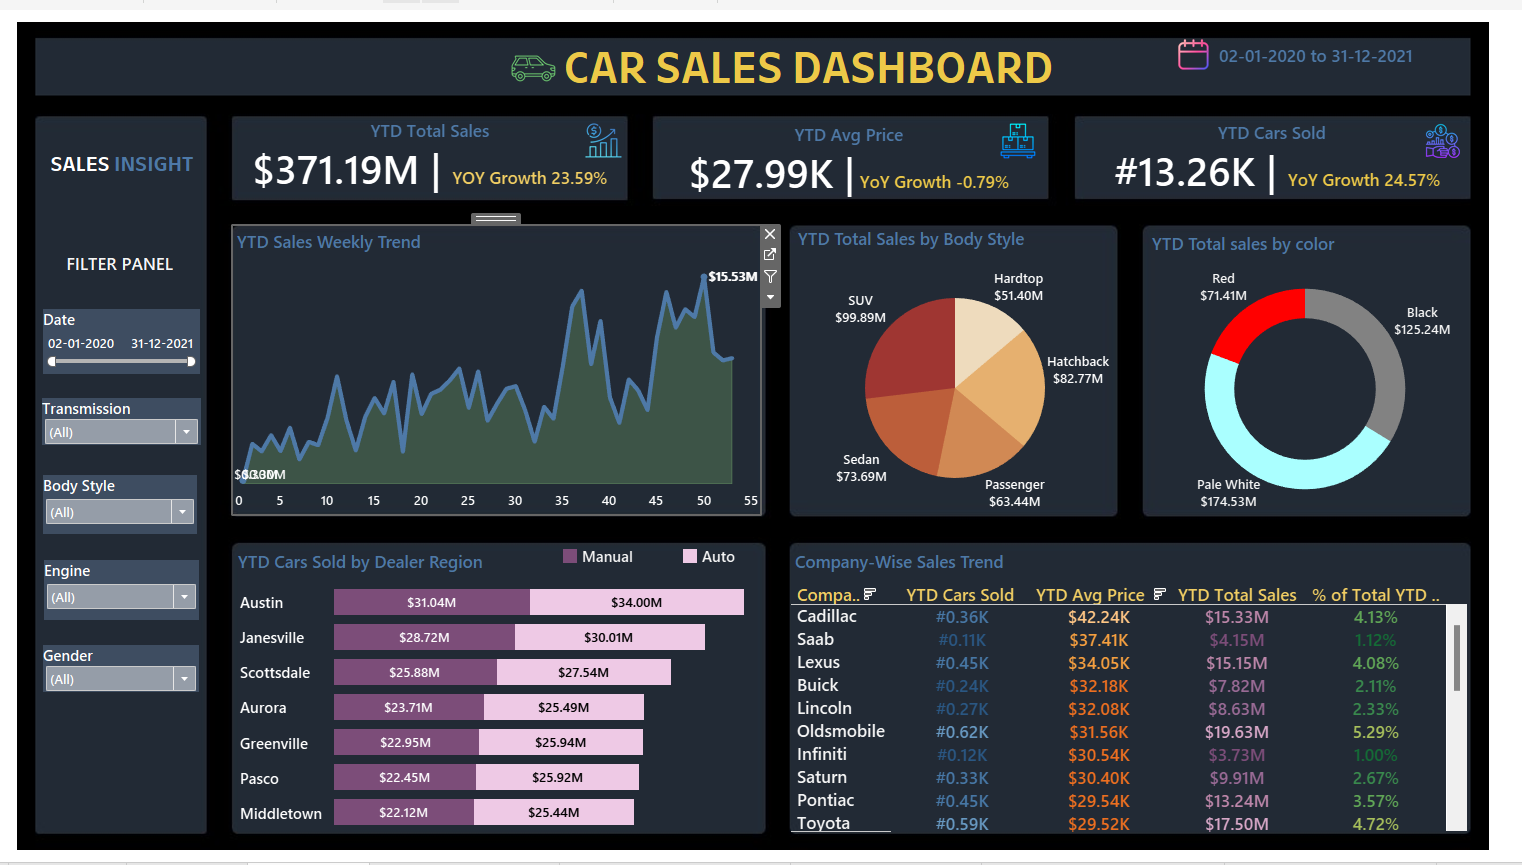 CAR SALES DASHBOARD
02-01-2020 to 31-12-2021
SALES INSIGHT
FILTER PANEL
Date
02-01-2020 31-12-2021
Transmission
(All)
Body Style
(All)
Engine
(All)
Gender
(All)
YTD Total Sales
$371.19M | YOY Growth 23.59%
YTD Avg Price
$27.99K | YoY Growth -0.79%
YTD Cars Sold
#13.26K | YoY Growth 24.57%
YTD Sales Weekly Trend
$15.53M
0 5 10 15 20 25 30 35 40 45 50 55
YTD Total Sales by Body Style
Hardtop
$51.40M
SUV
$99.89M
Hatchback
$82.77M
Sedan
$73.69M
Passenger
$63.44M
YTD Total sales by color
Red
$71.41M
Black
$125.24M
Pale White
$174.53M
YTD Cars Sold by Dealer Region
Manual Auto
Austin $31.04M $34.00M
Janesville $28.72M $30.01M
Scottsdale $25.88M $27.54M
Aurora $23.71M $25.49M
Greenville $22.95M $25.94M
Pasco $22.45M $25.92M
Middletown $22.12M $25.44M
Company-Wise Sales Trend
Compa.. YTD Cars Sold YTD Avg Price YTD Total Sales % of Total YTD ..
Cadillac #0.36K $42.24K $15.33M 4.13%
Saab #0.11K $37.41K $4.15M 1.12%
Lexus #0.45K $34.05K $15.15M 4.08%
Buick #0.24K $32.18K $7.82M 2.11%
Lincoln #0.27K $32.08K $8.63M 2.33%
Oldsmobile #0.62K $31.56K $19.63M 5.29%
Infiniti #0.12K $30.54K $3.73M 1.00%
Saturn #0.33K $30.40K $9.91M 2.67%
Pontiac #0.45K $29.54K $13.24M 3.57%
Toyota #0.59K $29.52K $17.50M 4.72%